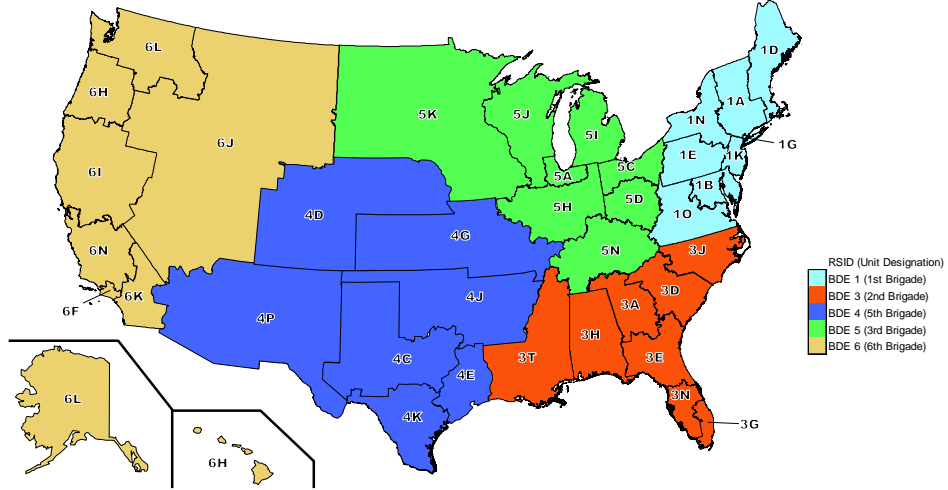 6L
1D
6H
5K
5J
1A
1N
5I
6J
1G
1E
1K
5C
5A
6I
1B
5D
5H
4D
1O
4G
6N
5N
3J
RSID (Unit Designation)
BDE 1 (1st Brigade)
BDE 3 (2nd Brigade)
BDE 4 (5th Brigade)
BDE 5 (3rd Brigade)
BDE 6 (6th Brigade)
6K
4J
3D
3A
6F
4P
3H
4C
3T
3E
4E
6L
3N
4K
3G
6H